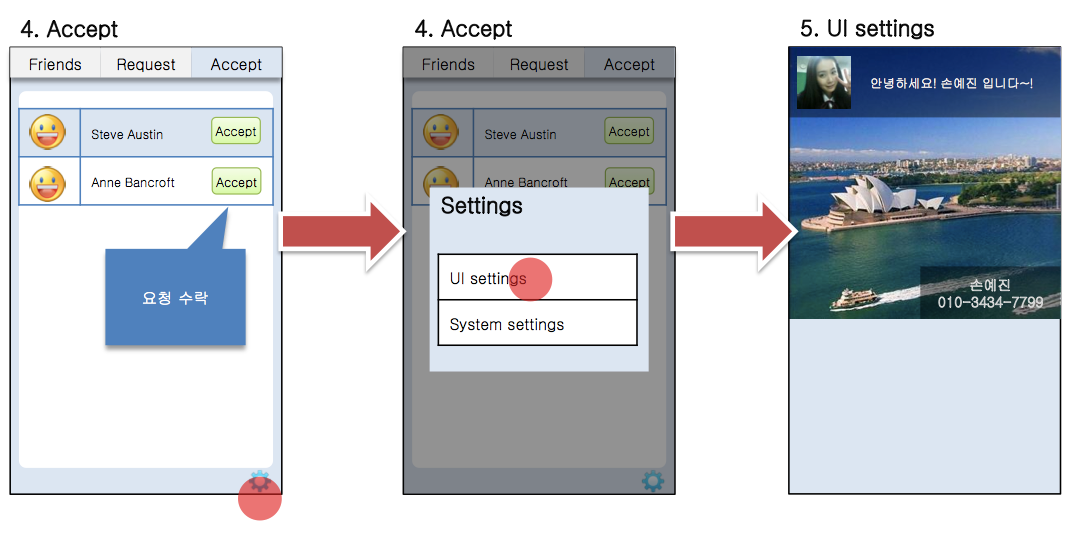 4. Accept
Friends Request Accept
Steve Austin Accept
Anne Bancroft Accept
요청 수락
4. Accept
Friends Request Accept
Steve Austin Accept
Anne Bancroft Accept
Settings
UI settings
System settings
5. UI settings
안녕하세요! 손예진 입니다~!
손예진
010-3434-7799